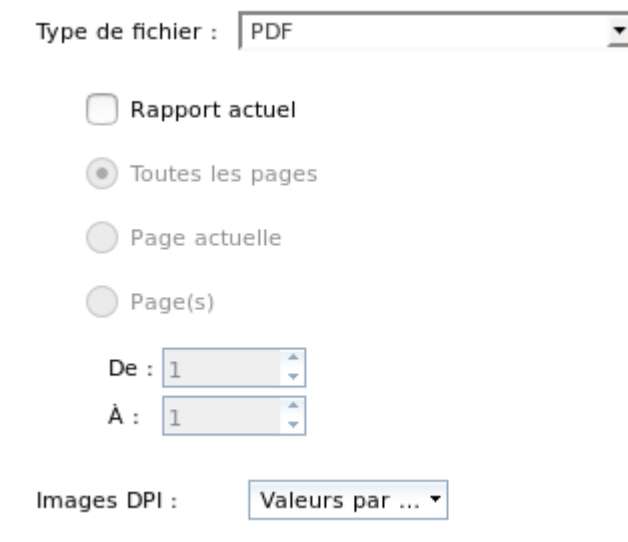 Type de fichier : PDF
Rapport actuel
Toutes les pages
Page actuelle
Page(s)
De : 1
À : 1
Images DPI : Valeurs par ...